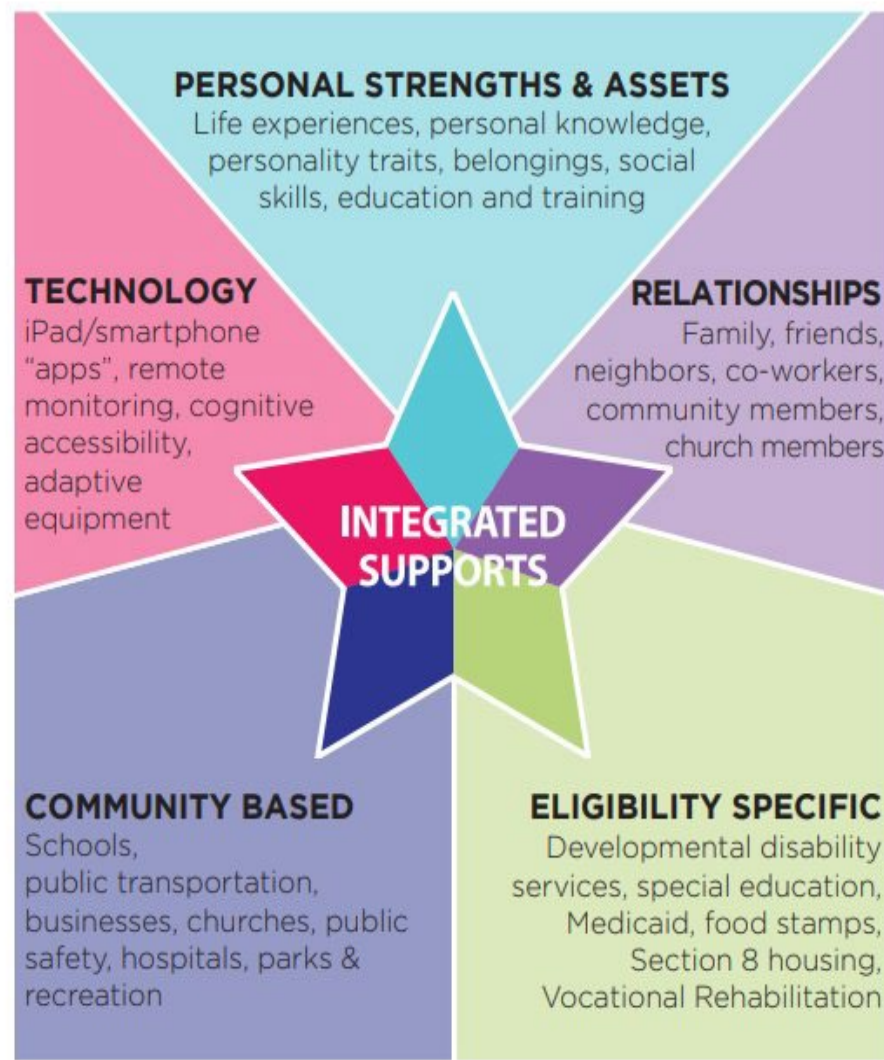 PERSONAL STRENGTHS & ASSETS
Life experiences, personal knowledge,
personality traits, belongings, social
skills, education and training
TECHNOLOGY
iPad/smartphone
“apps”, remote
monitoring, cognitive
accessibility,
adaptive
equipment
RELATIONSHIPS
Family, friends,
neighbors, co-workers,
community members,
church members
INTEGRATED
SUPPORTS
COMMUNITY BASED
Schools,
public transportation,
businesses, churches, public
safety, hospitals, parks &
recreation
ELIGIBILITY SPECIFIC
Developmental disability
services, special education,
Medicaid, food stamps,
Section 8 housing,
Vocational Rehabilitation